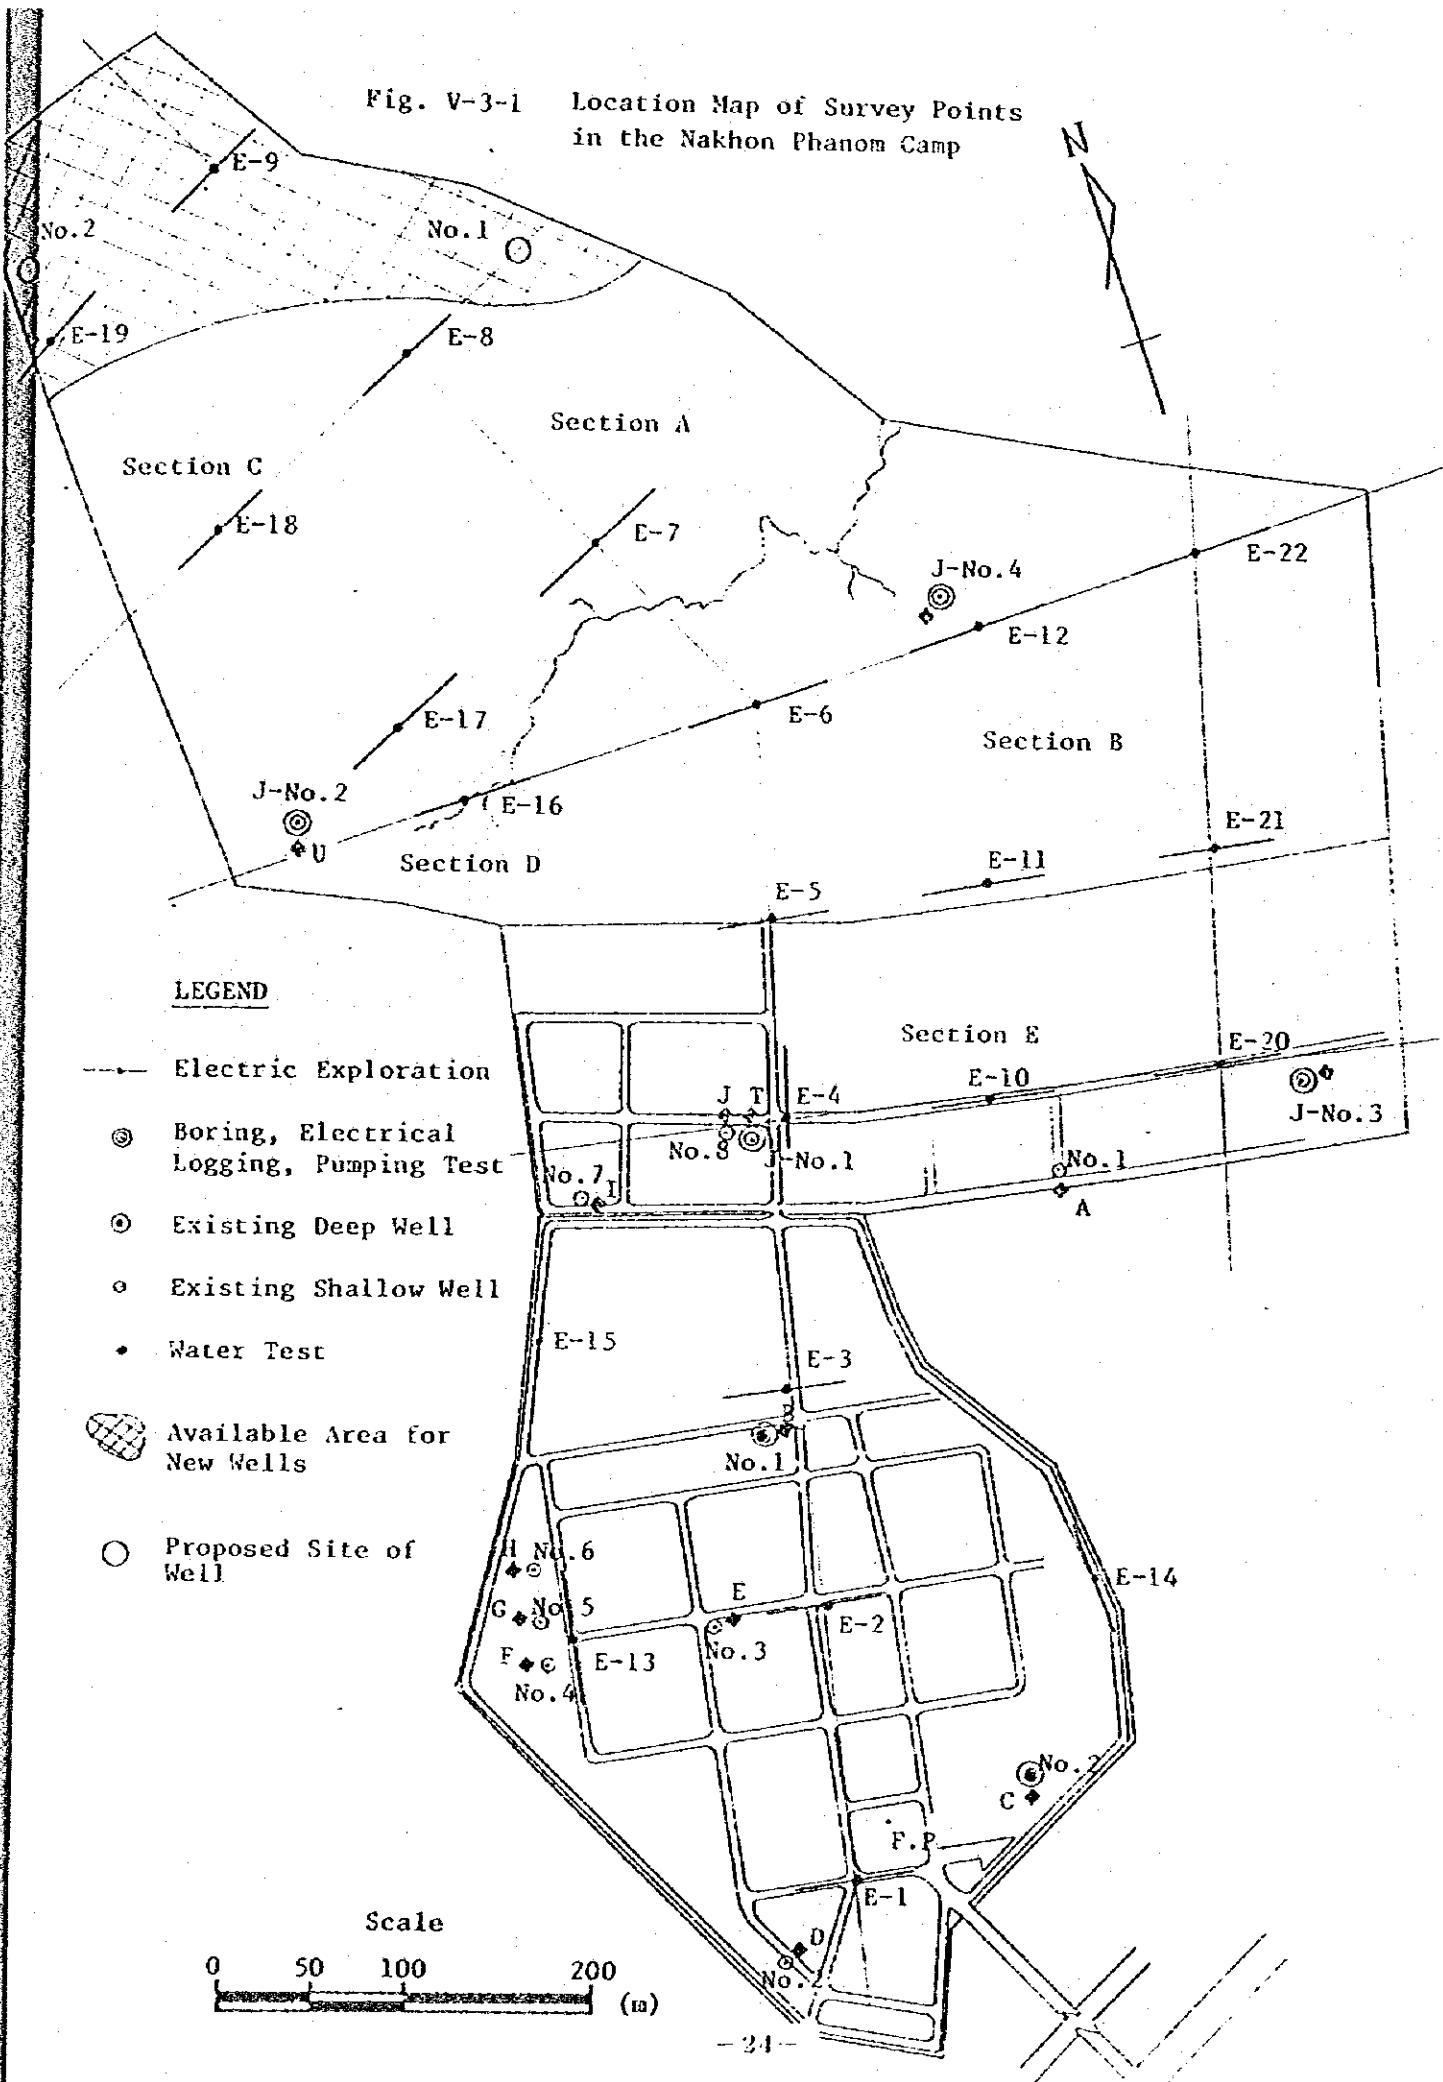 Fig. V-3-1 Location Map of Survey Points
in the Nakhon Phanom Camp
N
E-9
No.2
No.1
E-19
E-8
Section A
Section C
E-18
E-7
E-22
J-No.4
E-12
E-6
E-17
Section B
J-No.2
E-16
U
Section D
E-21
E-11
E-5
LEGEND
Section E
E-20
Electric Exploration
E-10
J T
E-4
J-No.3
Boring, Electrical
Logging, Pumping Test
No.8
J-No.1
No.7 I
No.1
A
Existing Deep Well
Existing Shallow Well
Water Test
E-15
E-3
B
Available Area for
New Wells
No.1
Proposed Site of
Well
H No.6
E-14
G No.5
E
E-2
No.3
F
E-13
No.4
No.2
C
F.P
E-1
Scale
D
0 50 100 200
(m)
No.2
-24-